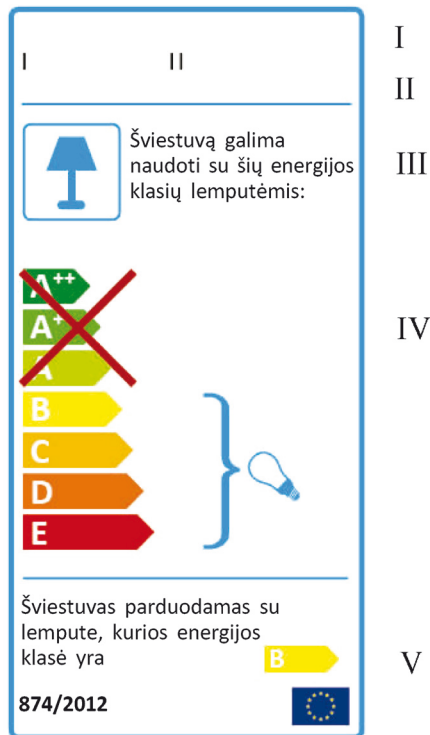 I II
I
II
Šviestuvą galima
naudoti su šių energijos
klasių lemputėmis:
III
A++
A+
A
IV
B
C
D
E
Šviestuvas parduodamas su
lempute, kurios energijos
klasė yra
B
V
874/2012